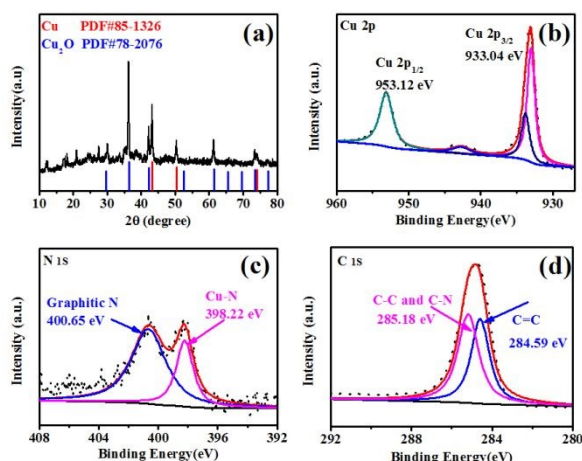 Cu PDF#85-1326
Cu2O PDF#78-2076
(a)
Intensity(a.u.)
10 20 30 40 50 60 70 80
2θ (degree)
Cu 2p
(b)
Cu 2p3/2
933.04 eV
Cu 2p1/2
953.12 eV
Intensity(a.u.)
960 950 940 930
Binding Energy(eV)
N 1S
(c)
Graphitic N
400.65 eV
Cu-N
398.22 eV
Intensity (a.u.)
408 404 400 396 392
Binding Energy(eV)
C 1S
(d)
C-C and C-N
285.18 eV
C=C
284.59 eV
Intensity (a.u.)
292 288 284 280
Binding Energy(eV)